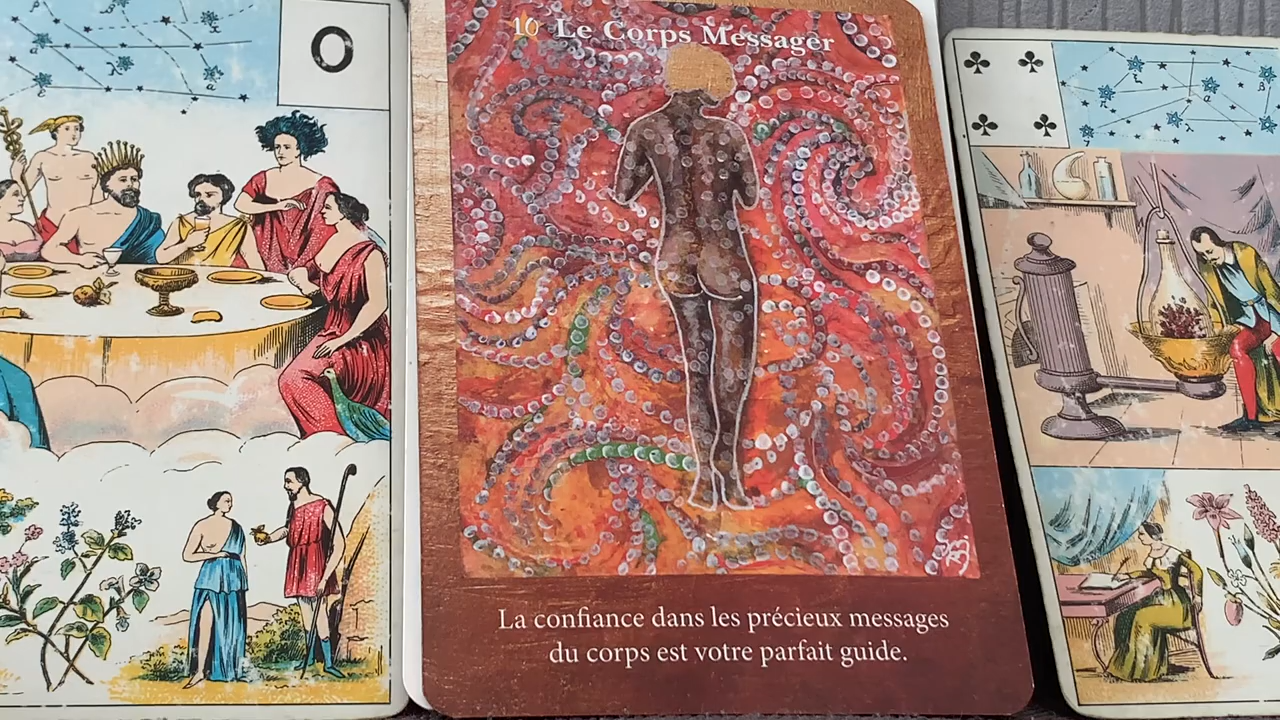 O
10 Le Corps Messager
La confiance dans les précieux messages
du corps est votre parfait guide.